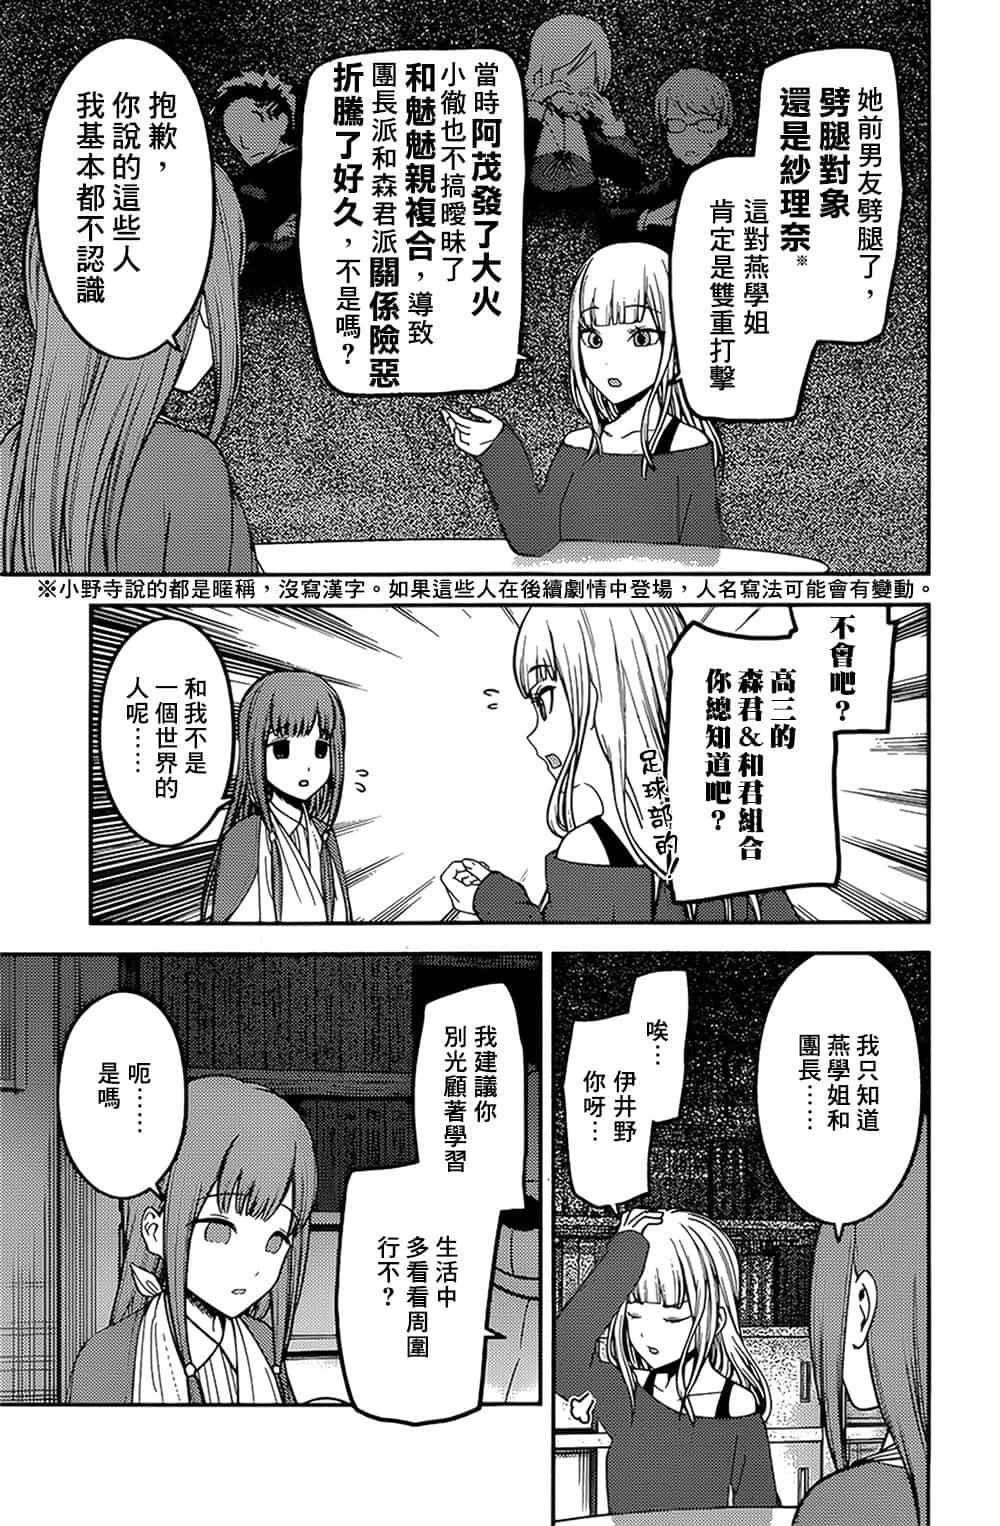 她前男友劈腿了，
劈腿對象
還是紗理奈※
這對燕學姐
肯定是雙重打擊
當時阿茂發了大火
小徹也不搞曖昧了
和魅魅親複合，導致
團長派和森君派關係險惡
折騰了好久，不是嗎？
抱歉，
你說的這些人
我基本都不認識
※小野寺說的都是暱稱，沒寫漢字。如果這些人在後續劇情中登場，人名寫法可能會有變動。
不會吧？
高三的
森君&和君組合
你總知道吧？
足球部的！
和我不是
一個世界的
人呢……
我只知道
燕學姐和
團長……
唉…
伊井野
你呀…
我建議你
別光顧著學習
生活中
多看看周圍
行不？
呃……
是嗎